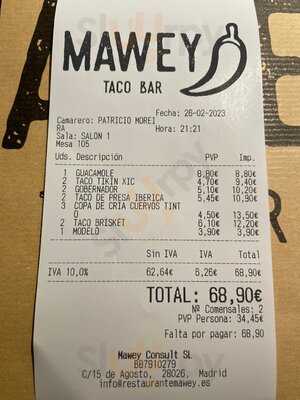 MAWEY
TACO BAR
Fecha: 26-02-2023
Camarero: PATRICIO MOREI
RA Hora: 21:21
Sala: SALON 1
Mesa 105
Uds. Descripción PVP Imp.
1 GUACAMOLE 8,80€ 8,80€
2 TACO TIKIN XIC 4,70€ 9,40€
2 GOBERNADOR 5,10€ 10,20€
2 TACO DE PRESA IBERICA 5,45€ 10,90€
3 COPA DE CRIA CUERVOS TINT
O 4,50€ 13,50€
2 TACO BRISKET 6,10€ 12,20€
1 MODELO 3,90€ 3,90€
Sin IVA IVA Total
IVA 10,0% 62,64€ 6,26€ 68,90€
TOTAL: 68,90€
Nº Comensales: 2
PVP Persona: 34,45€
Falta por pagar: 68,90
Mawey Consult SL
B87910279
C/15 de Agosto, 28026, Madrid
info@restaurantemawey.es